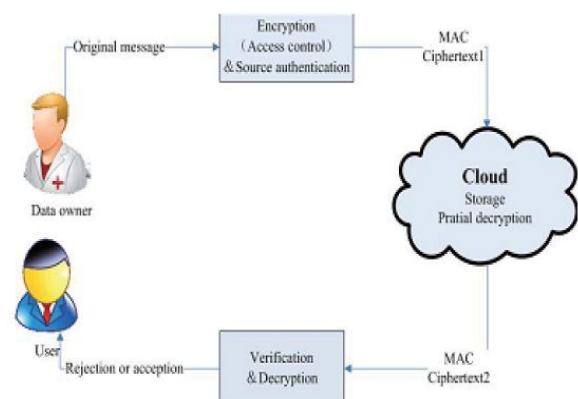 Original message
Encryption
(Access control)
& Source authentication
MAC
Ciphertext1
Data owner
Cloud
Storage
Pratial decryption
User
Rejection or acception
Verification
& Decryption
MAC
Ciphertext2